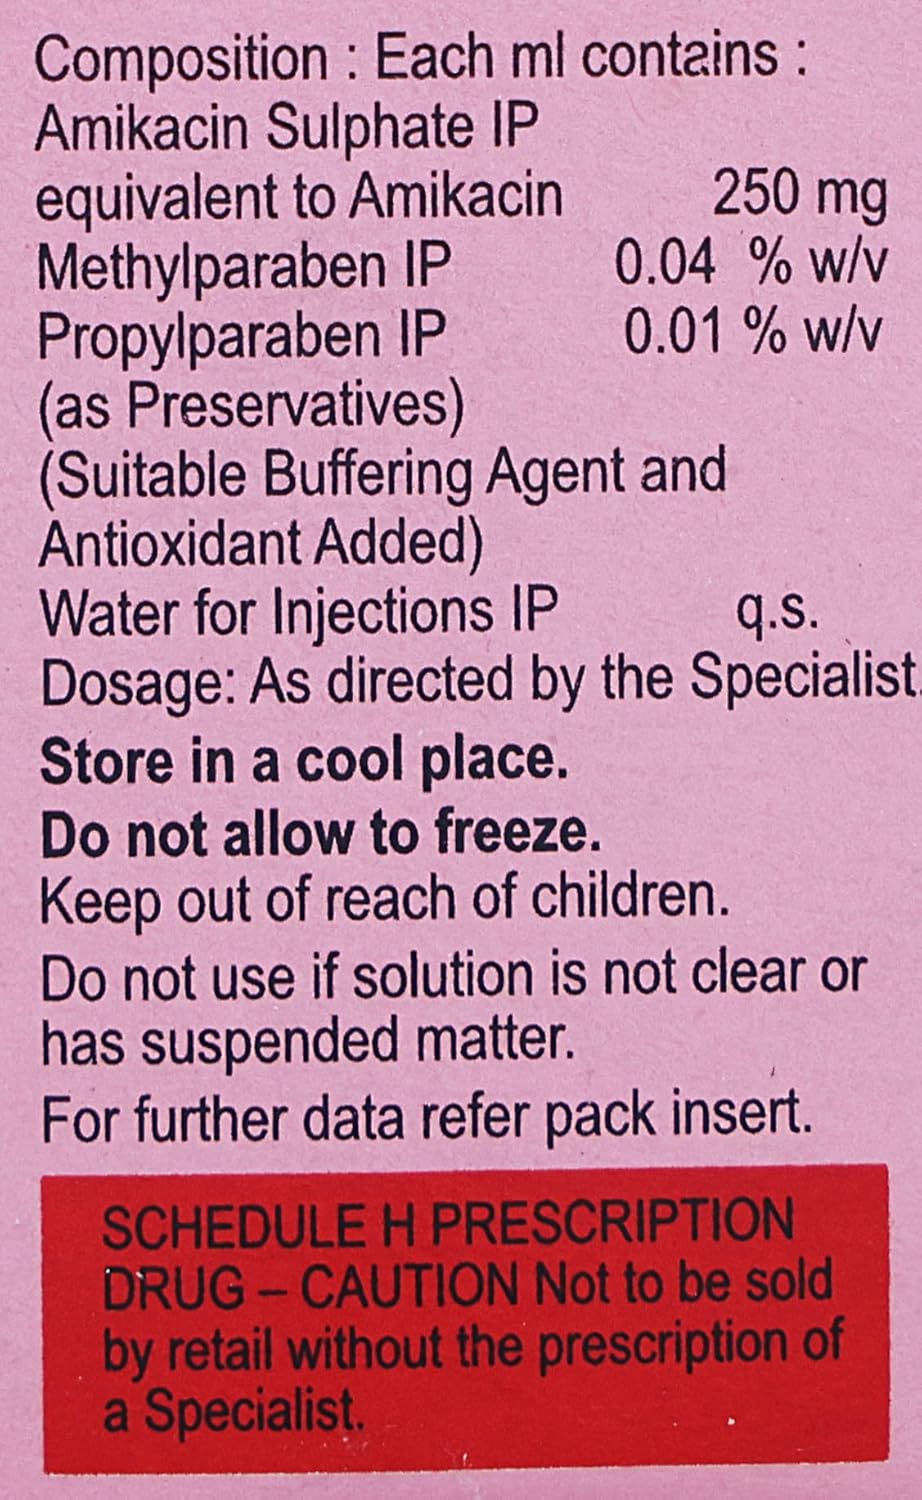 Composition : Each ml contains :
Amikacin Sulphate IP
equivalent to Amikacin 250 mg
Methylparaben IP 0.04 % w/v
Propylparaben IP 0.01 % w/v
(as Preservatives)
(Suitable Buffering Agent and
Antioxidant Added)
Water for Injections IP q.s.
Dosage: As directed by the Specialist.
Store in a cool place.
Do not allow to freeze.
Keep out of reach of children.
Do not use if solution is not clear or
has suspended matter.
For further data refer pack insert.
SCHEDULE H PRESCRIPTION
DRUG – CAUTION Not to be sold
by retail without the prescription of
a Specialist.